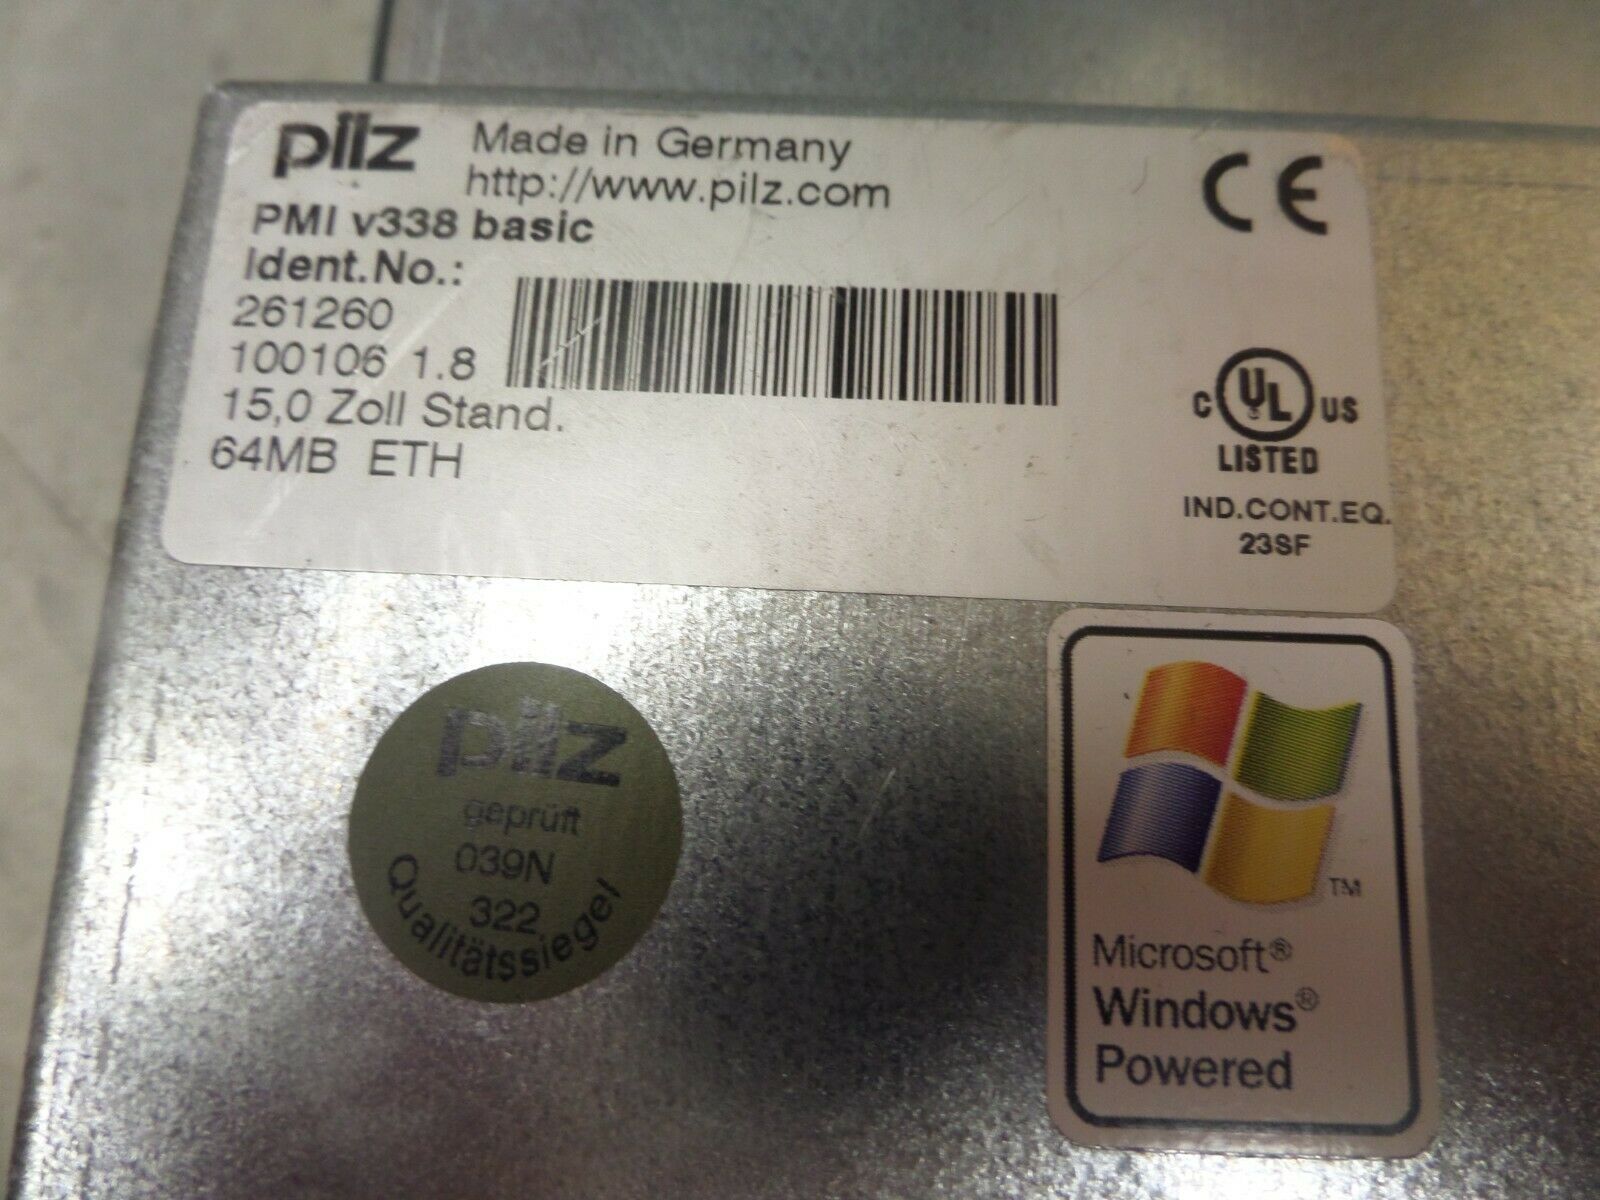 pilz
Made in Germany
http://www.pilz.com
PMI v338 basic
Ident.No.:
261260
100106 1.8
15,0 Zoll Stand.
64MB ETH
CE
C UL US
LISTED
IND.CONT.EQ.
23SF
pilz
geprüft
039N
322
Qualitätssiegel
TM
Microsoft®
Windows®
Powered